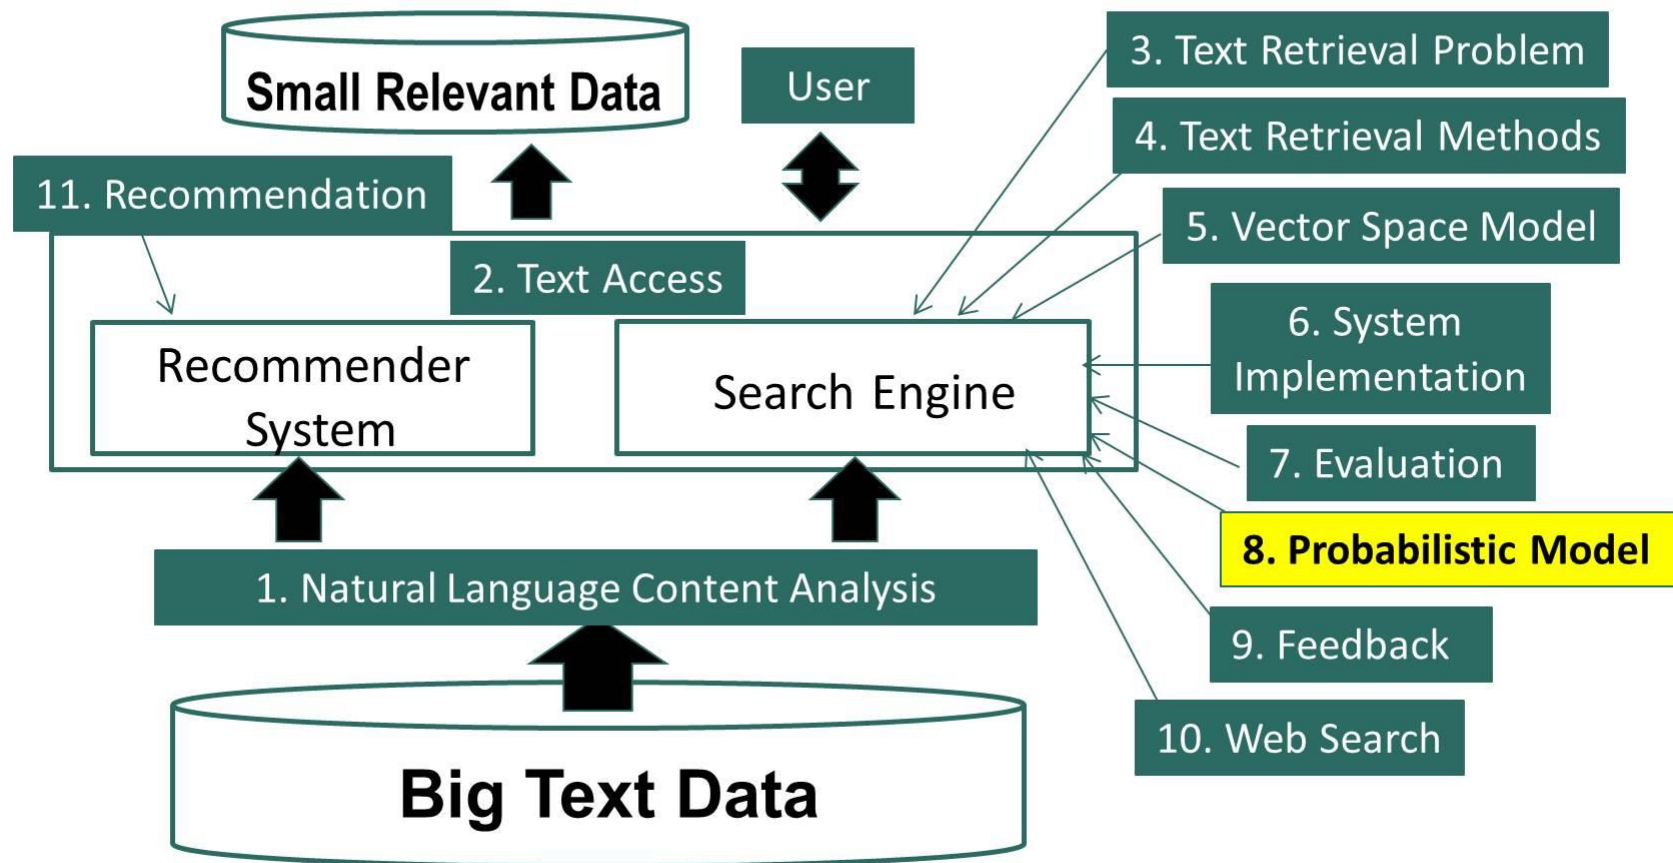 Small Relevant Data
User
3. Text Retrieval Problem
4. Text Retrieval Methods
11. Recommendation
5. Vector Space Model
2. Text Access
6. System
Implementation
Recommender
System
Search Engine
7. Evaluation
8. Probabilistic Model
1. Natural Language Content Analysis
9. Feedback
10. Web Search
Big Text Data